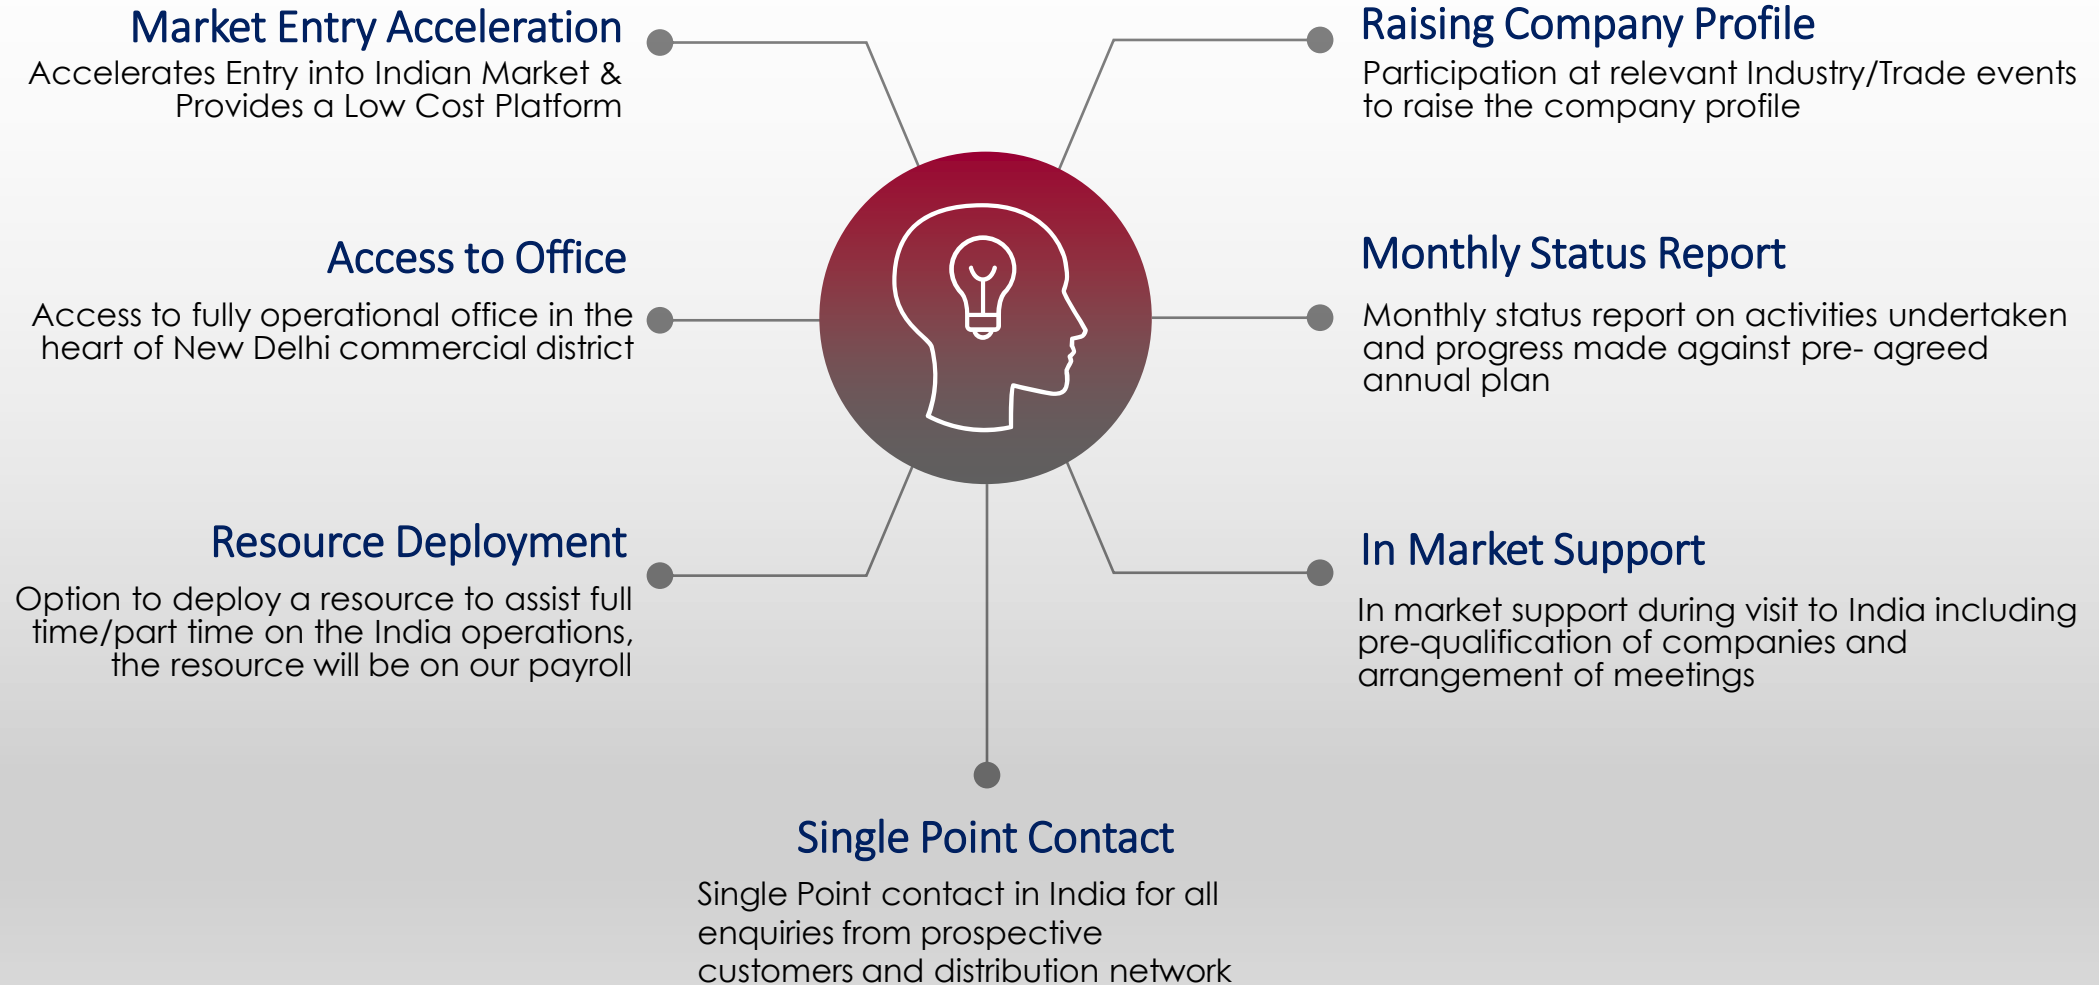 Market Entry Acceleration
Accelerates Entry into Indian Market &
Provides a Low Cost Platform
Access to Office
Access to fully operational office in the
heart of New Delhi commercial district
Resource Deployment
Option to deploy a resource to assist full
time/part time on the India operations,
the resource will be on our payroll
Raising Company Profile
Participation at relevant Industry/Trade events
to raise the company profile
Monthly Status Report
Monthly status report on activities undertaken
and progress made against pre- agreed
annual plan
In Market Support
In market support during visit to India including
pre-qualification of companies and
arrangement of meetings
Single Point Contact
Single Point contact in India for all
enquiries from prospective
customers and distribution network